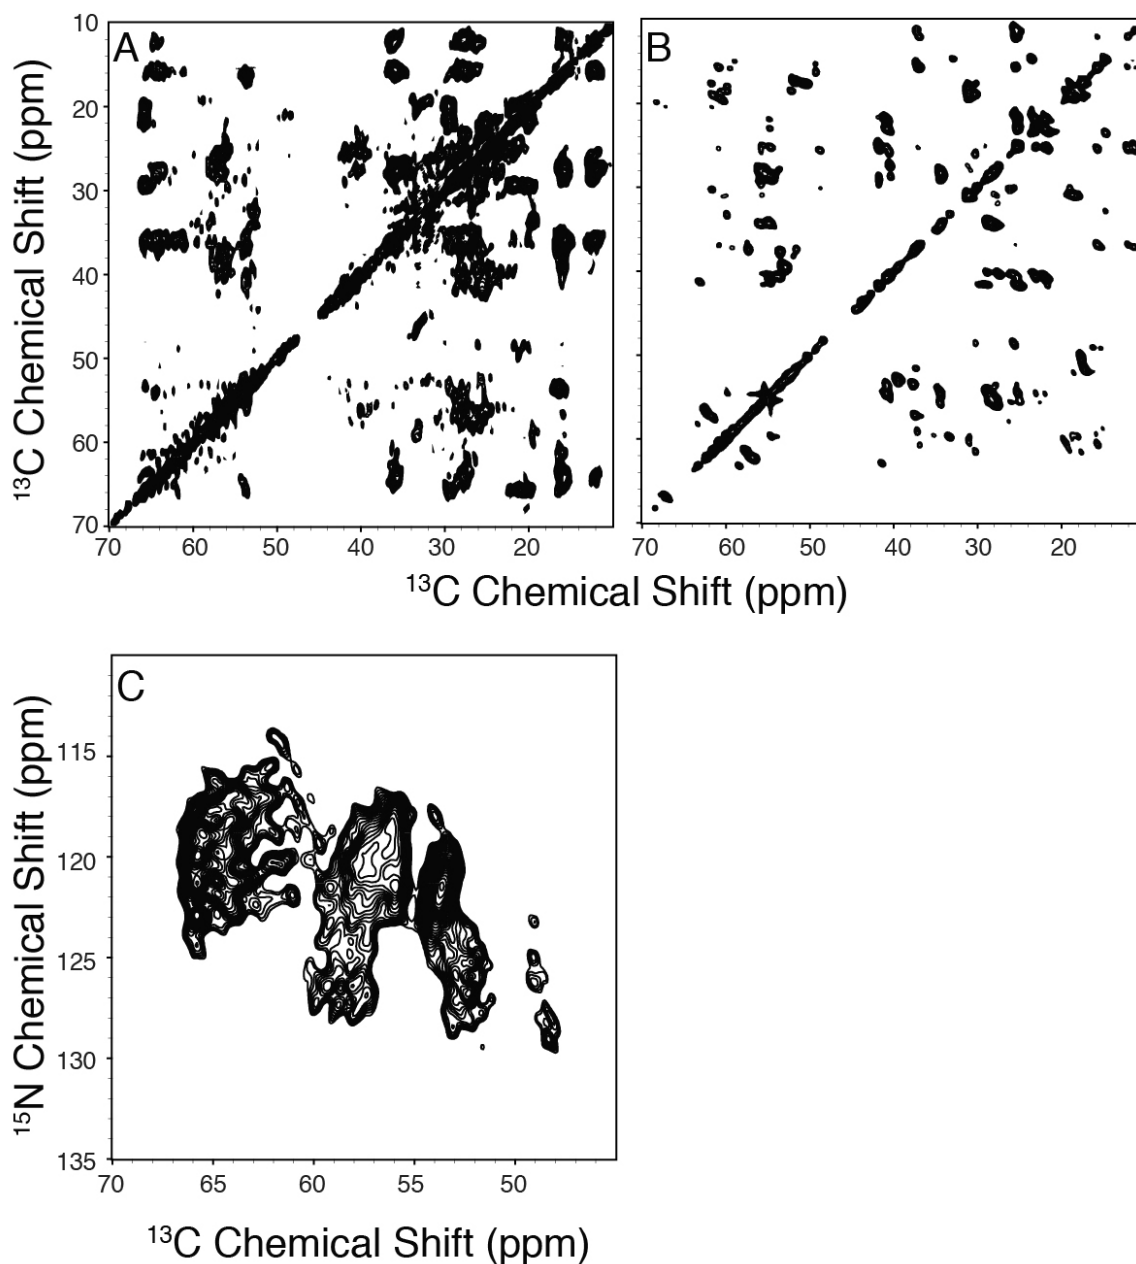 A
B
10
20
30
40
50
60
70
¹³C Chemical Shift (ppm)
70 60 50 40 30 20
70 60 50 40 30 20
¹³C Chemical Shift (ppm)
C
115
120
125
130
135
¹⁵N Chemical Shift (ppm)
70 65 60 55 50
¹³C Chemical Shift (ppm)